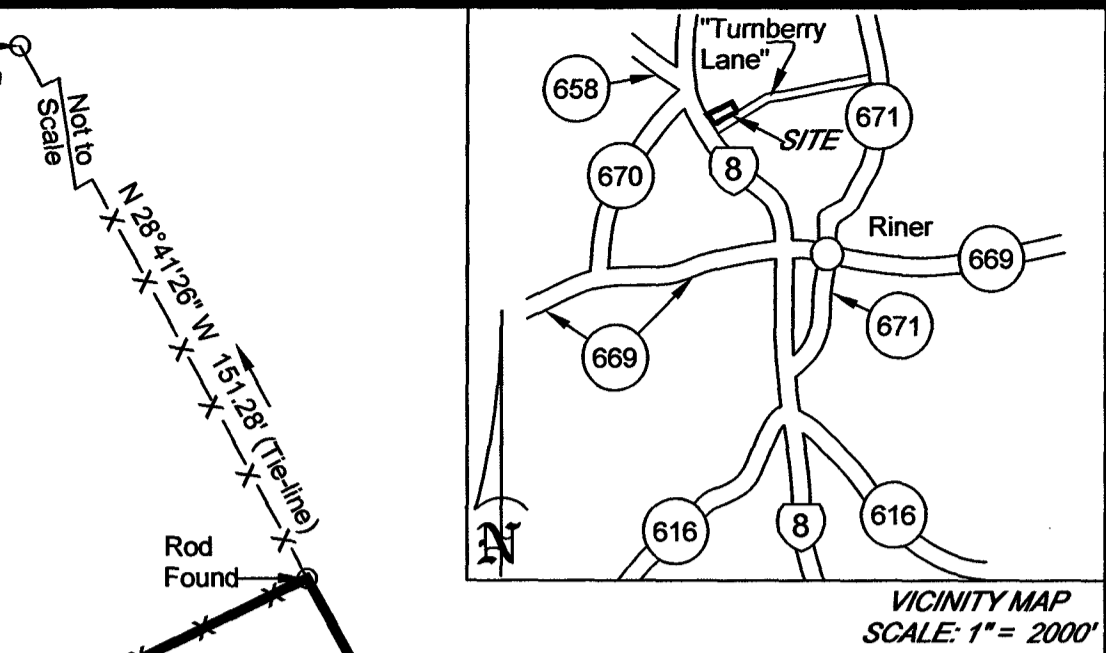 Not to
Scale
N 28°41'26" W 151.28' (Tie-line)
Rod
Found
"Turnberry
Lane"
658
671
SITE
670
8
Riner
669
671
669
616
8
616
N
VICINITY MAP
SCALE: 1" = 2000'